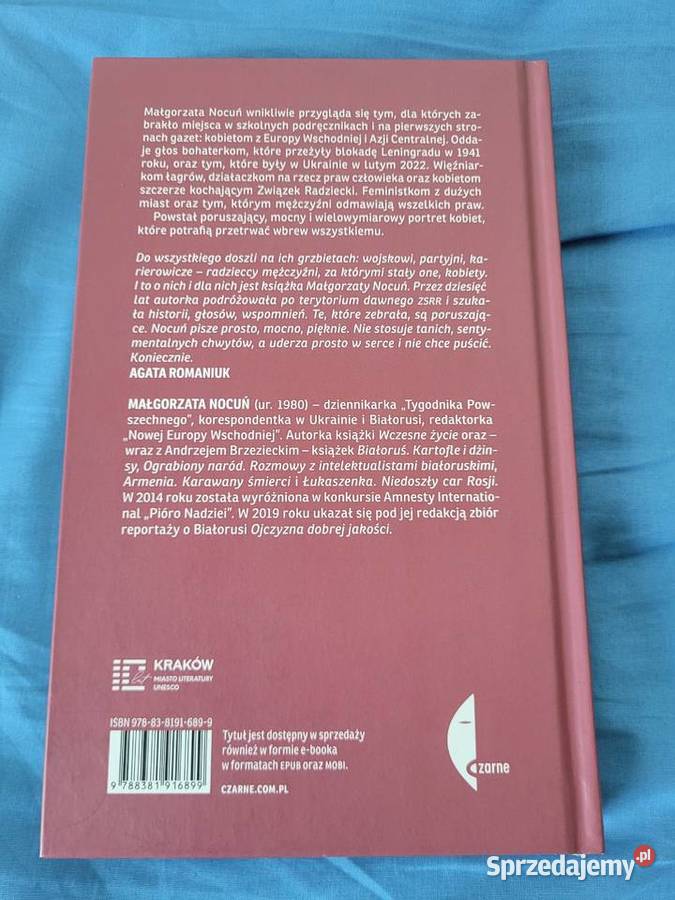 Małgorzata Nocuń wnikliwie przygląda się tym, dla których za-
brakło miejsca w szkolnych podręcznikach i na pierwszych stro-
nach gazet: kobietom z Europy Wschodniej i Azji Centralnej. Odda-
je głos bohaterkom, które przeżyły blokadę Leningradu w 1941
roku, oraz tym, które były w Ukrainie w lutym 2022. Więźniar-
kom łagrów, działaczkom na rzecz praw człowieka oraz kobietom
szczerze kochającym Związek Radziecki. Feministkom z dużych
miast oraz tym, którym mężczyźni odmawiają wszelkich praw.
Powstał poruszający, mocny i wielowymiarowy portret kobiet,
które potrafią przetrwać wbrew wszystkiemu.
Do wszystkiego doszli na ich grzbietach: wojskowi, partyjni, ka-
rierowicze – radzieccy mężczyźni, za którymi stały one, kobiety.
I to o nich i dla nich jest książka Małgorzaty Nocuń. Przez dziesięć
lat autorka podróżowała po terytorium dawnego ZSRR i szuka-
ła historii, głosów, wspomnień. Te, które zebrała, są poruszają-
ce. Nocuń pisze prosto, mocno, pięknie. Nie stosuje tanich, senty-
mentalnych chwytów, a uderza prosto w serce i nie chce puścić.
Koniecznie.
AGATA ROMANIUK
MAŁGORZATA NOCUŃ (ur. 1980) – dziennikarka „Tygodnika Pow-
szechnego”, korespondentka w Ukrainie i Białorusi, redaktorka
„Nowej Europy Wschodniej”. Autorka książki Wczesne życie oraz –
wraz z Andrzejem Brzezieckim – książek Białoruś. Kartofle i dżin-
sy, Ograbiony naród. Rozmowy z intelektualistami białoruskimi,
Armenia. Karawany śmierci i Łukaszenka. Niedoszły car Rosji.
W 2014 roku została wyróżniona w konkursie Amnesty Internatio-
nal „Pióro Nadziei”. W 2019 roku ukazał się pod jej redakcją zbiór
reportaży o Białorusi Ojczyzna dobrej jakości.
10 lat
KRAKÓW
MIASTO LITERATURY
UNESCO
ISBN 978-83-8191-689-9
9 788381 916899
Tytuł jest dostępny w sprzedaży
również w formie e-booka
w formatach EPUB oraz MOBI.
CZARNE.COM.PL
czarne
Sprzedajemy.pl